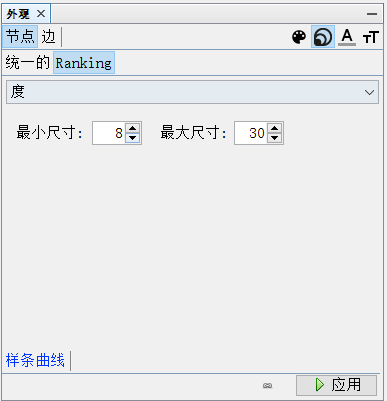 外观
节点 边 A TT
统一的 Ranking
度
最小尺寸: 8 最大尺寸: 30
样条曲线
应用